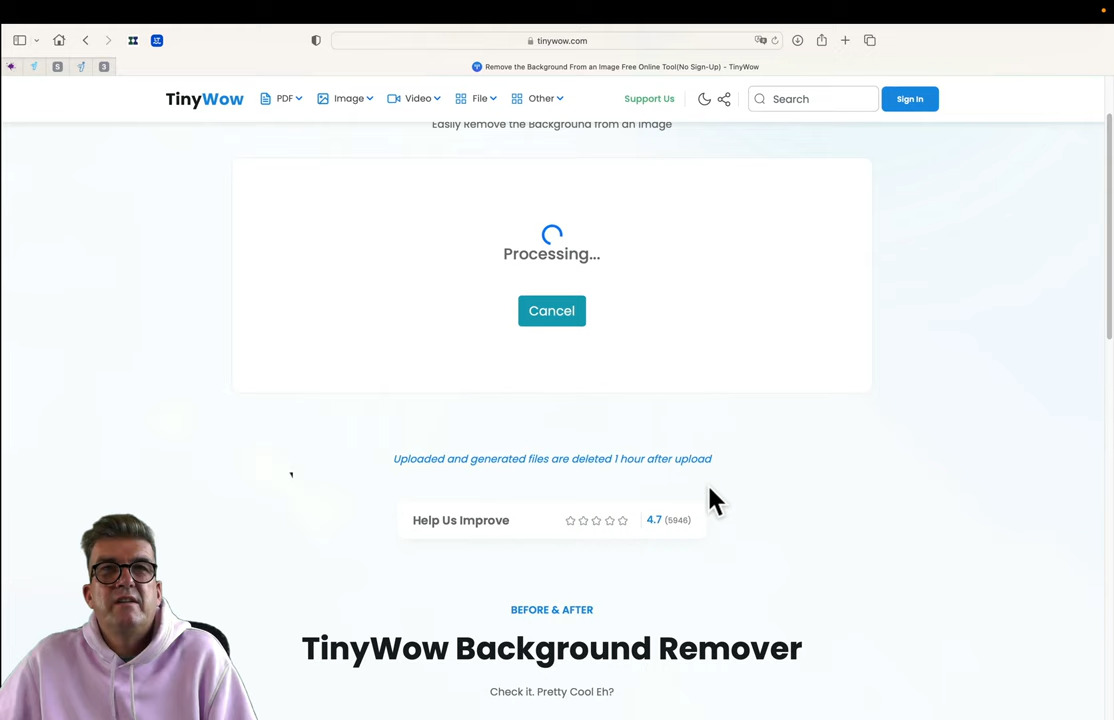 tinywow.com
S
3
Remove the Background From an Image Free Online Tool(No Sign-Up) – TinyWow
TinyWow PDF Image Video File Other Support Us Search Sign In
Easily Remove the Background from an Image
Processing...
Cancel
Uploaded and generated files are deleted 1 hour after upload
Help Us Improve 4.7 (5946)
BEFORE & AFTER
TinyWow Background Remover
Check it. Pretty Cool Eh?